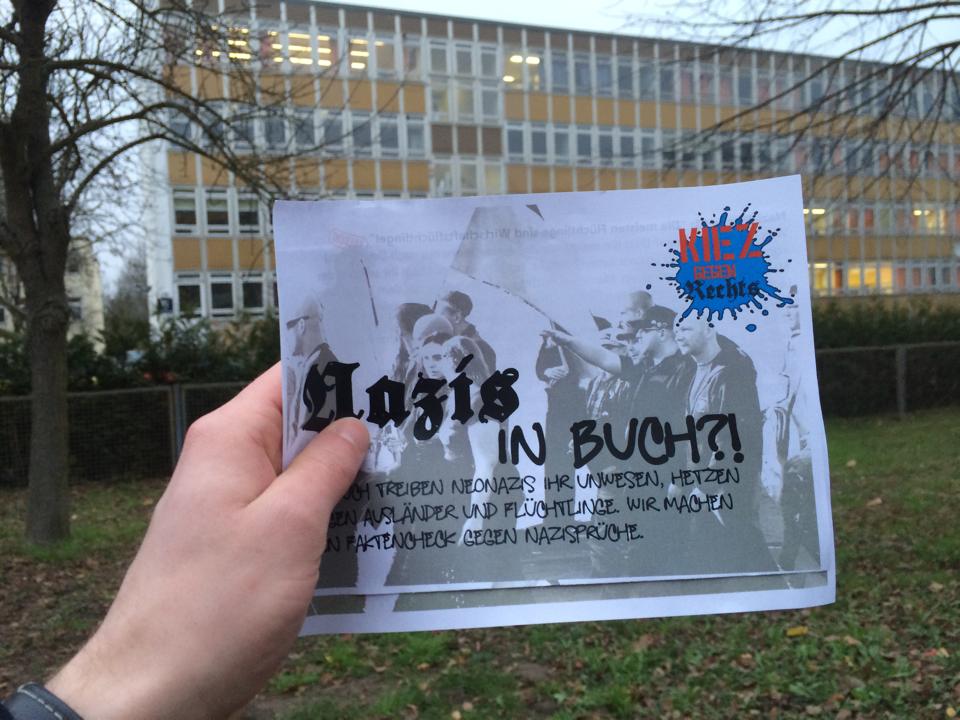 KIEZ
GEGEN
Rechts
Nazis
IN BUCH?!
TREIBEN NEONAZIS IHR UNWESEN, HETZEN
AUSLÄNDER UND FLÜCHTLINGE. WIR MACHEN
FAKTENCHECK GEGEN NAZISPRÜCHE.